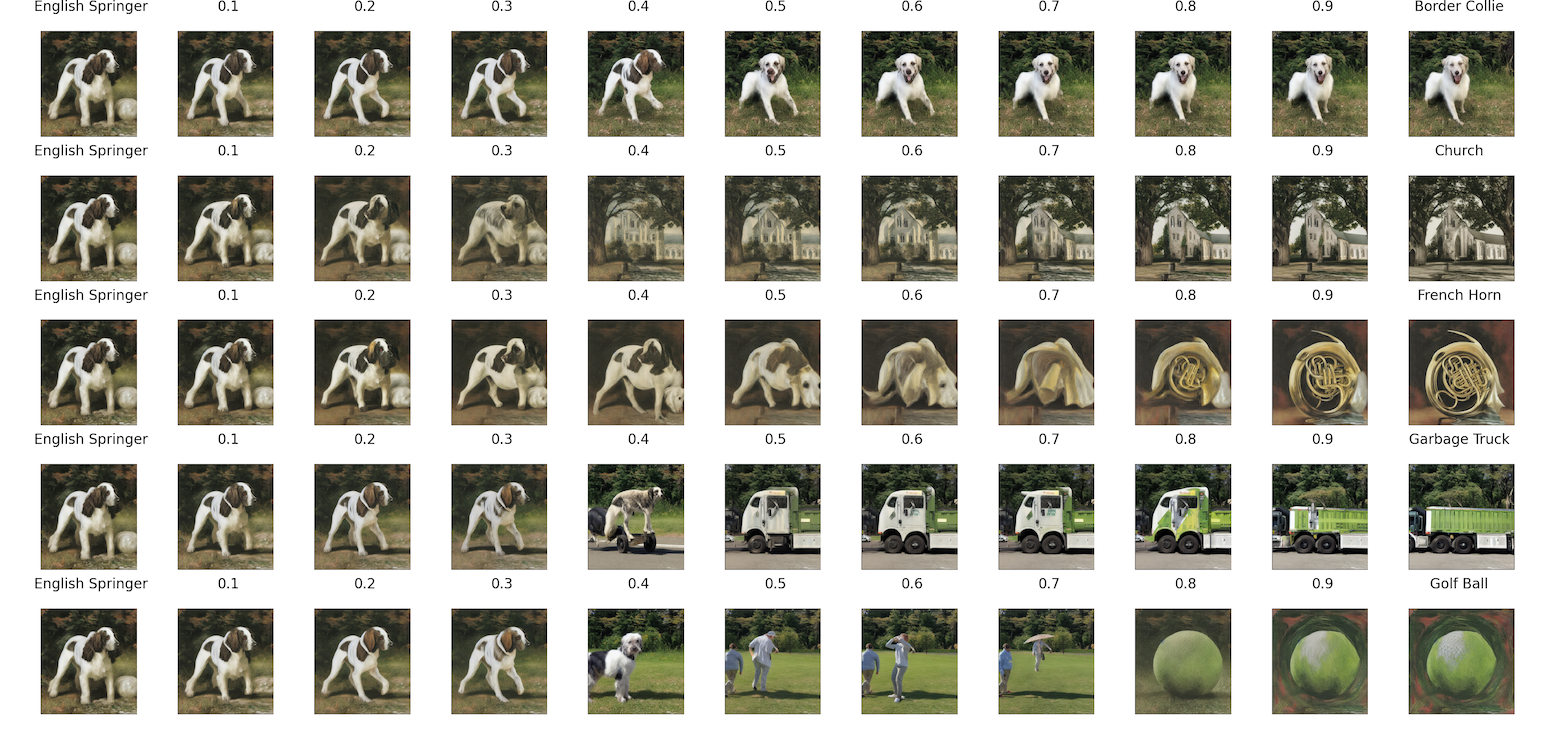 English Springer 0.1 0.2 0.3 0.4 0.5 0.6 0.7 0.8 0.9 Border Collie
English Springer 0.1 0.2 0.3 0.4 0.5 0.6 0.7 0.8 0.9 Church
English Springer 0.1 0.2 0.3 0.4 0.5 0.6 0.7 0.8 0.9 French Horn
English Springer 0.1 0.2 0.3 0.4 0.5 0.6 0.7 0.8 0.9 Garbage Truck
English Springer 0.1 0.2 0.3 0.4 0.5 0.6 0.7 0.8 0.9 Golf Ball